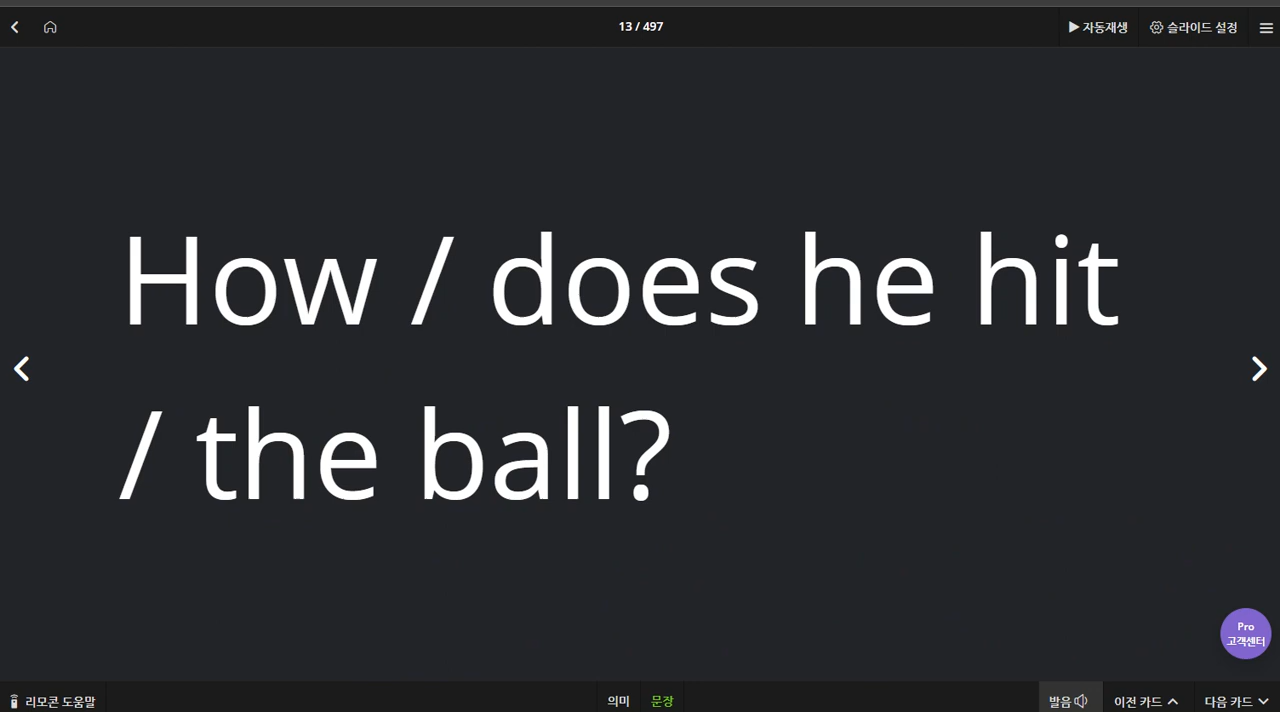 13 / 497
자동재생
슬라이드 설정
How / does he hit
/ the ball?
Pro
고객센터
리모콘 도움말
의미
문장
발음
이전 카드
다음 카드